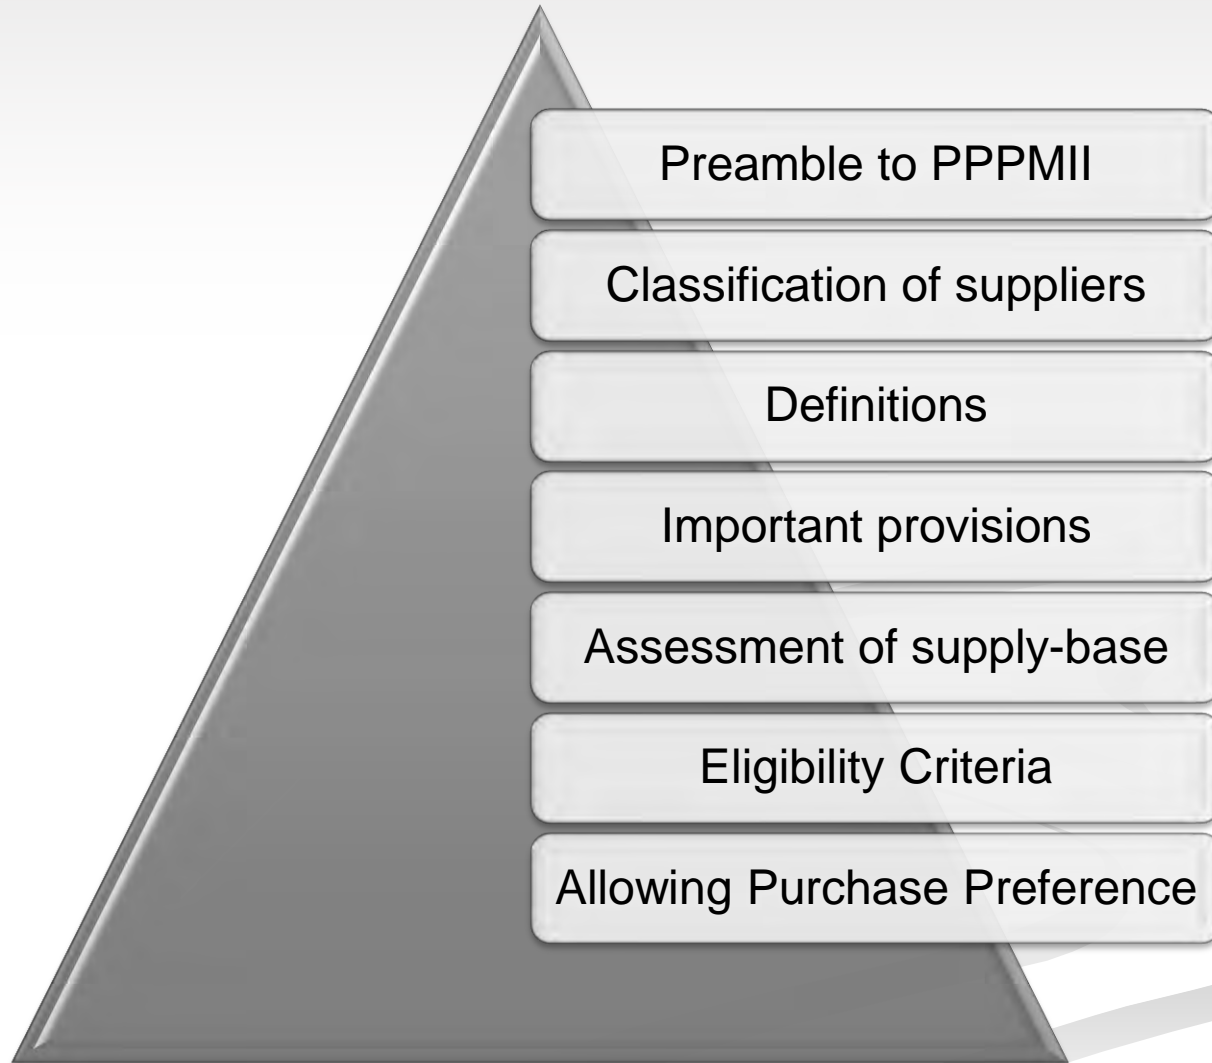 Preamble to PPPMII
Classification of suppliers
Definitions
Important provisions
Assessment of supply-base
Eligibility Criteria
Allowing Purchase Preference